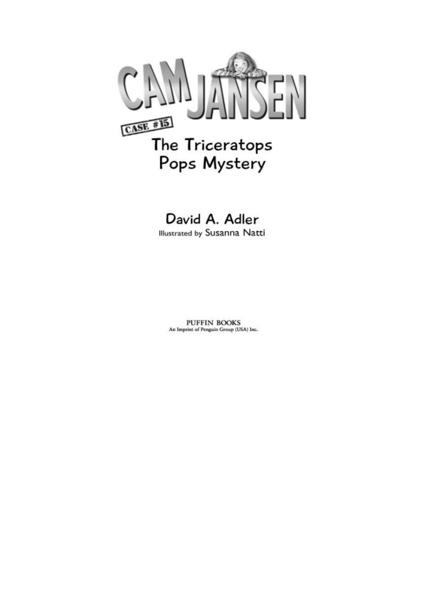 CAM JANSEN
CASE #15
The Triceratops
Pops Mystery
David A. Adler
Illustrated by Susanna Natti
PUFFIN BOOKS
An Imprint of Penguin Group (USA) Inc.